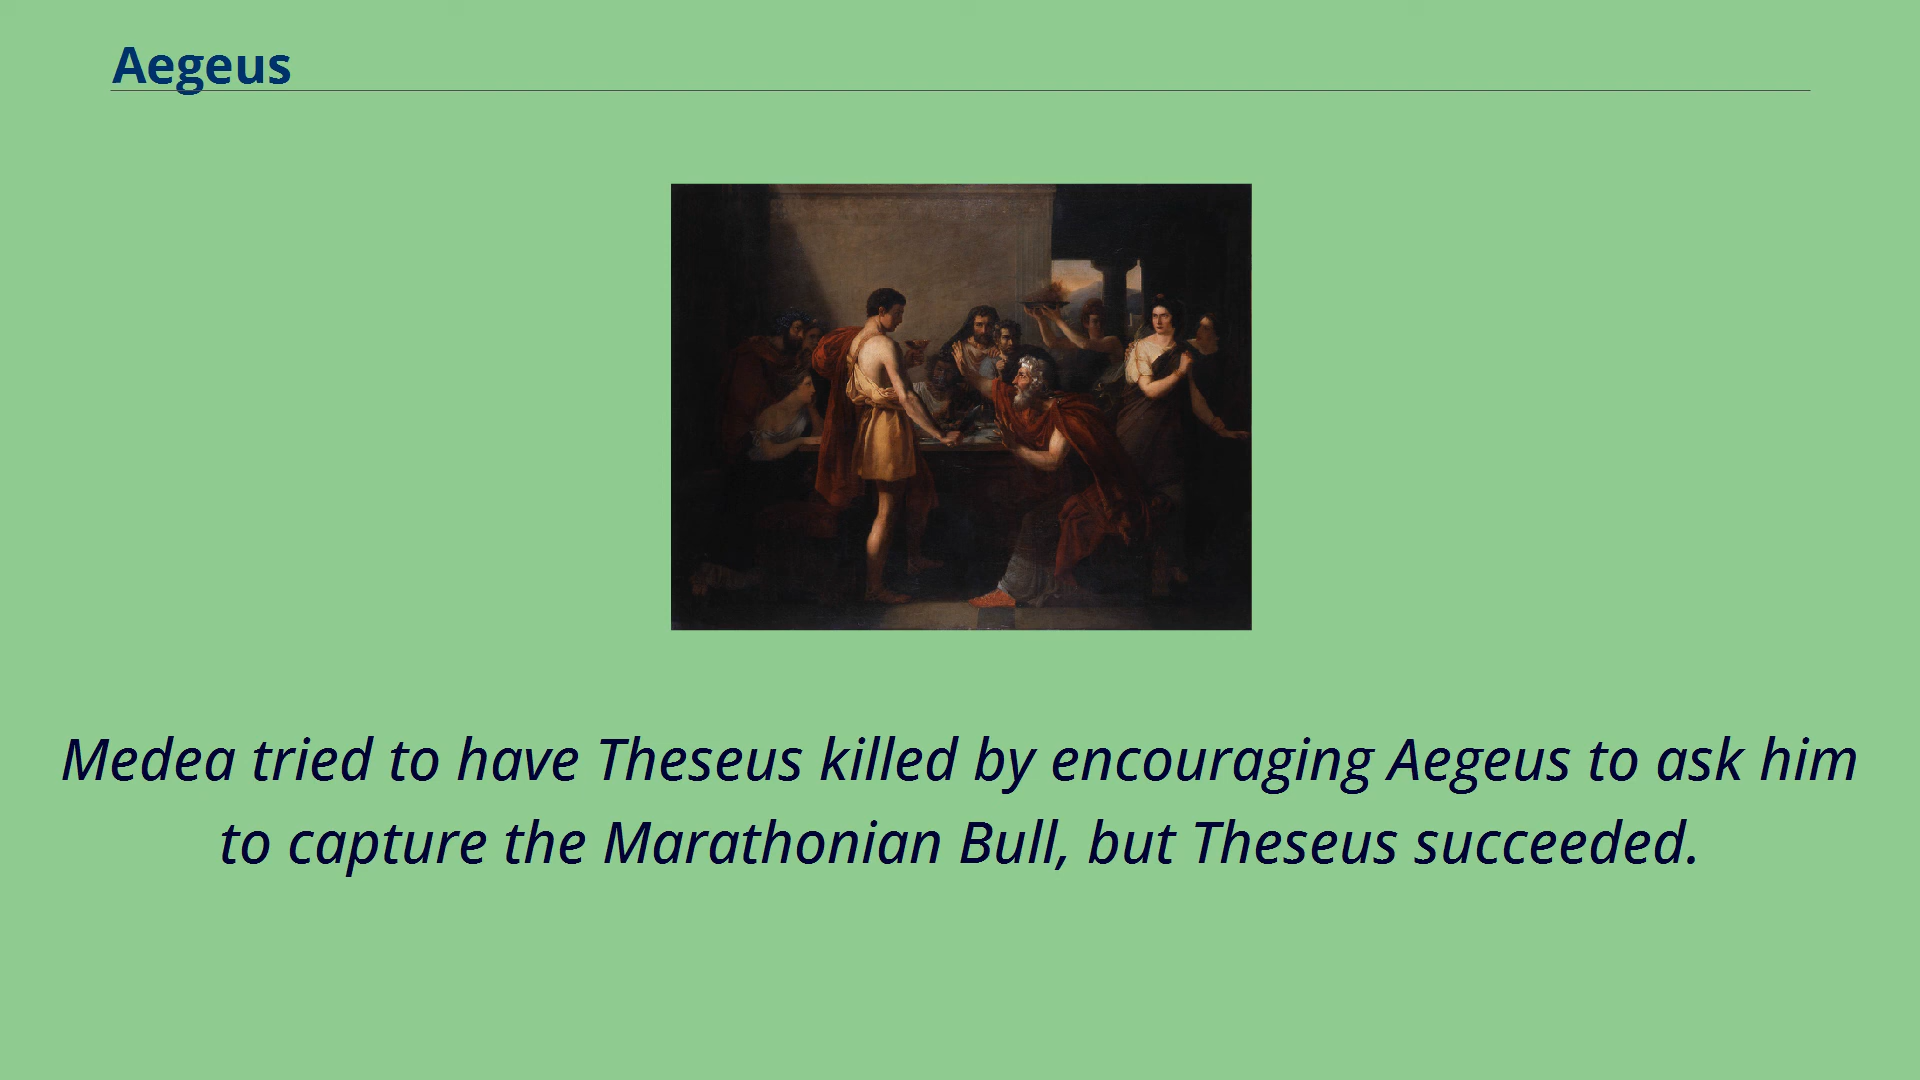 Aegeus
Medea tried to have Theseus killed by encouraging Aegeus to ask him
to capture the Marathonian Bull, but Theseus succeeded.